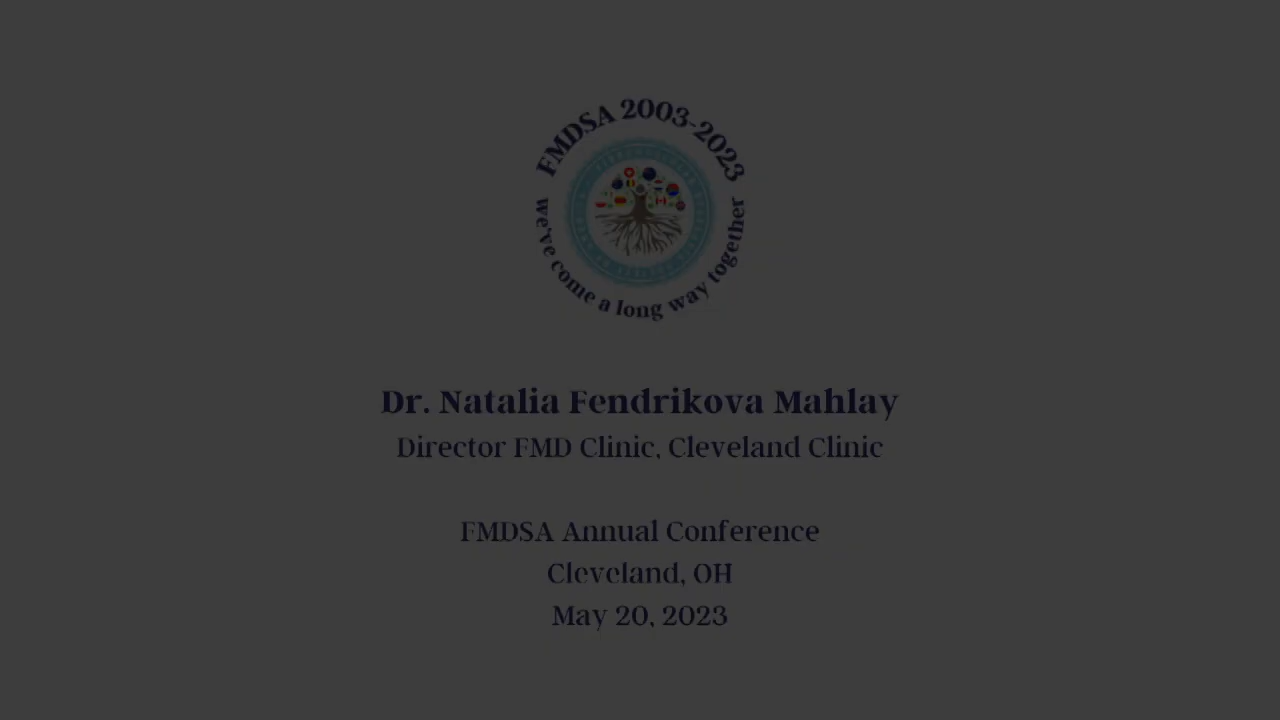 FMDSA 2003-2023
we've come a long way together
Dr. Natalia Fendrikova Mahlay
Director FMD Clinic, Cleveland Clinic
FMDSA Annual Conference
Cleveland, OH
May 20, 2023